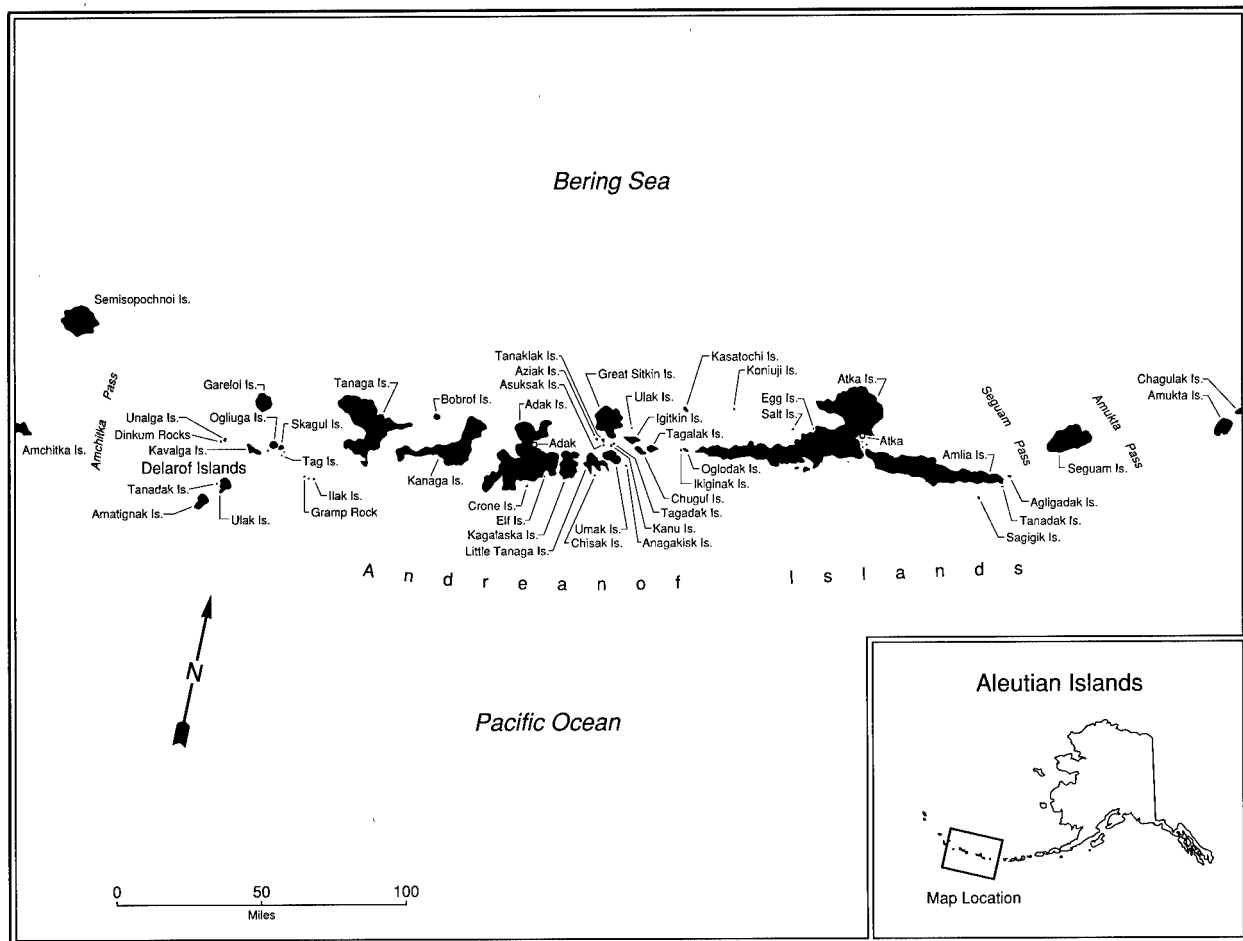 Bering Sea
Semisopochnoi Is.
Amchitka Pass
Amchitka Is.
Gareloi Is.
Unalga Is.
Ogliuga Is.
Dinkum Rocks
Kavalga Is.
Skagul Is.
Tag Is.
Delarof Islands
Tanadak Is.
Amatignak Is.
Ulak Is.
Ilak Is.
Gramp Rock
Tanaga Is.
Bobrof Is.
Kanaga Is.
Adak Is.
Adak
Tanaklak Is.
Aziak Is.
Asuksak Is.
Great Sitkin Is.
Ulak Is.
Igitkin Is.
Tagalak Is.
Kasatochi Is.
Koniuji Is.
Oglodak Is.
Ikiginak Is.
Chugul Is.
Tagadak Is.
Kanu Is.
Anagakisk Is.
Umak Is.
Chisak Is.
Crone Is.
Elf Is.
Kagalaska Is.
Little Tanaga Is.
Egg Is.
Salt Is.
Atka Is.
Atka
Amlia Is.
Seguam Pass
Amukta Pass
Seguam Is.
Agligadak Is.
Tanadak Is.
Sagigik Is.
Chagulak Is.
Amukta Is.
Andreanof Islands
N
Pacific Ocean
0 50 100
Miles
Aleutian Islands
Map Location